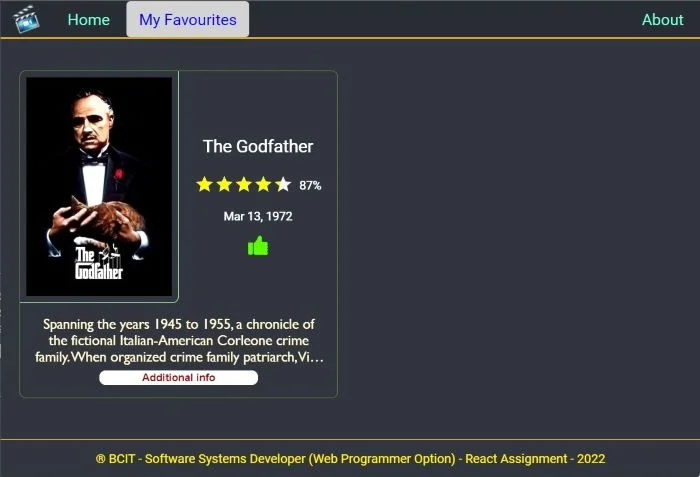 Home
My Favourites
About
The
Godfather
The Godfather
87%
Mar 13, 1972
Spanning the years 1945 to 1955, a chronicle of
the fictional Italian-American Corleone crime
family. When organized crime family patriarch, Vi...
Additional info
® BCIT - Software Systems Developer (Web Programmer Option) - React Assignment - 2022